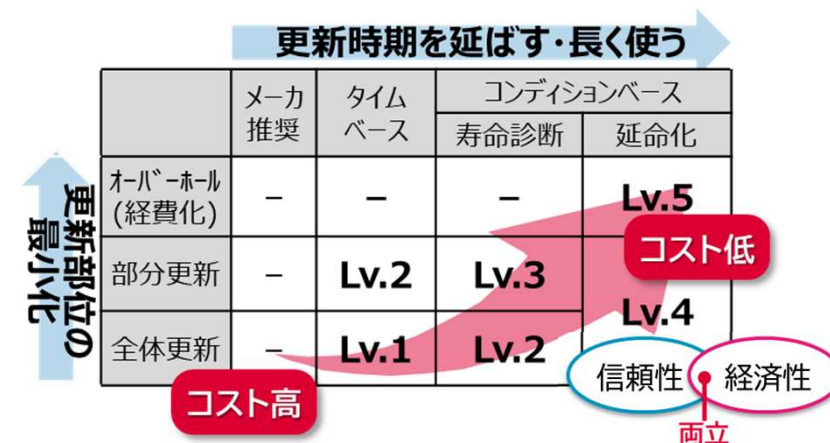 更新時期を延ばす・長く使う
メーカ
推奨
タイム
ベース
コンディションベース
寿命診断
延命化
更新部位の
最小化
オーバーホール
(経費化)
–
–
–
Lv.5
コスト低
部分更新
–
Lv.2
Lv.3
Lv.4
全体更新
–
Lv.1
Lv.2
コスト高
信頼性
経済性
両立